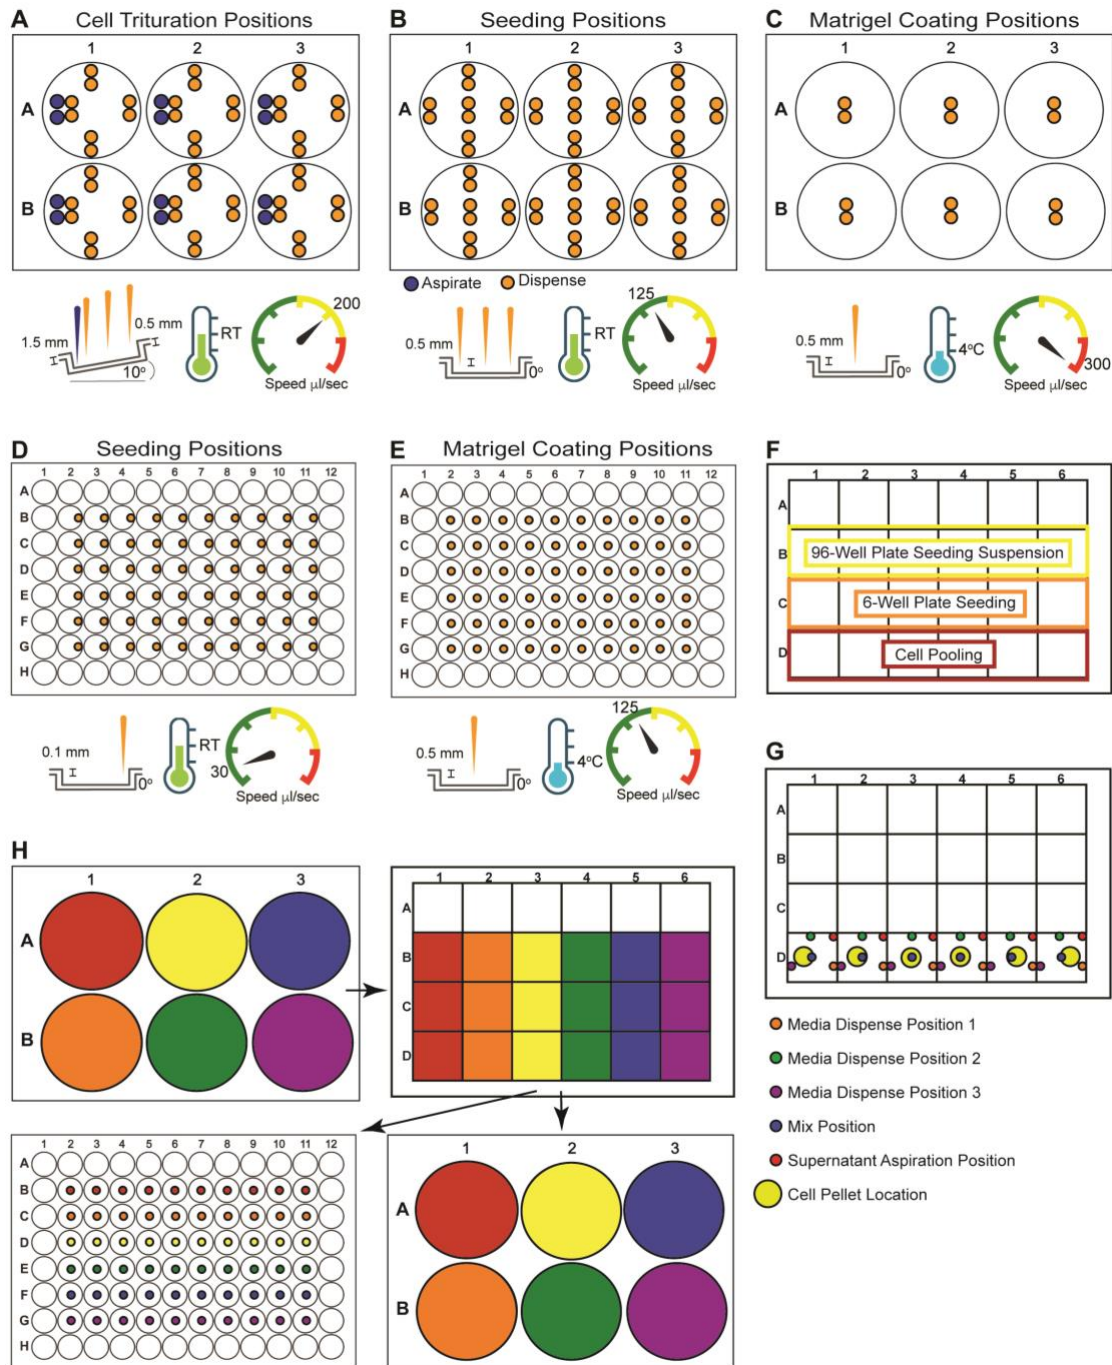 A Cell Trituration Positions
1 2 3
A
B
1.5 mm
0.5 mm
10º
RT
200
Speed µl/sec
B Seeding Positions
1 2 3
A
B
Aspirate Dispense
0.5 mm
0º
RT
125
Speed µl/sec
C Matrigel Coating Positions
1 2 3
A
B
0.5 mm
0º
4ºC
300
Speed µl/sec
D Seeding Positions
1 2 3 4 5 6 7 8 9 10 11 12
A
B
C
D
E
F
G
H
0.1 mm
0º
RT
30
Speed µl/sec
E Matrigel Coating Positions
1 2 3 4 5 6 7 8 9 10 11 12
A
B
C
D
E
F
G
H
0.5 mm
0º
4ºC
125
Speed µl/sec
F
1 2 3 4 5 6
A
B 96-Well Plate Seeding Suspension
C 6-Well Plate Seeding
D Cell Pooling
G
1 2 3 4 5 6
A
B
C
D
Media Dispense Position 1
Media Dispense Position 2
Media Dispense Position 3
Mix Position
Supernatant Aspiration Position
Cell Pellet Location
H
1 2 3
A
B
1 2 3 4 5 6
A
B
C
D
1 2 3 4 5 6 7 8 9 10 11 12
A
B
C
D
E
F
G
H
1 2 3
A
B